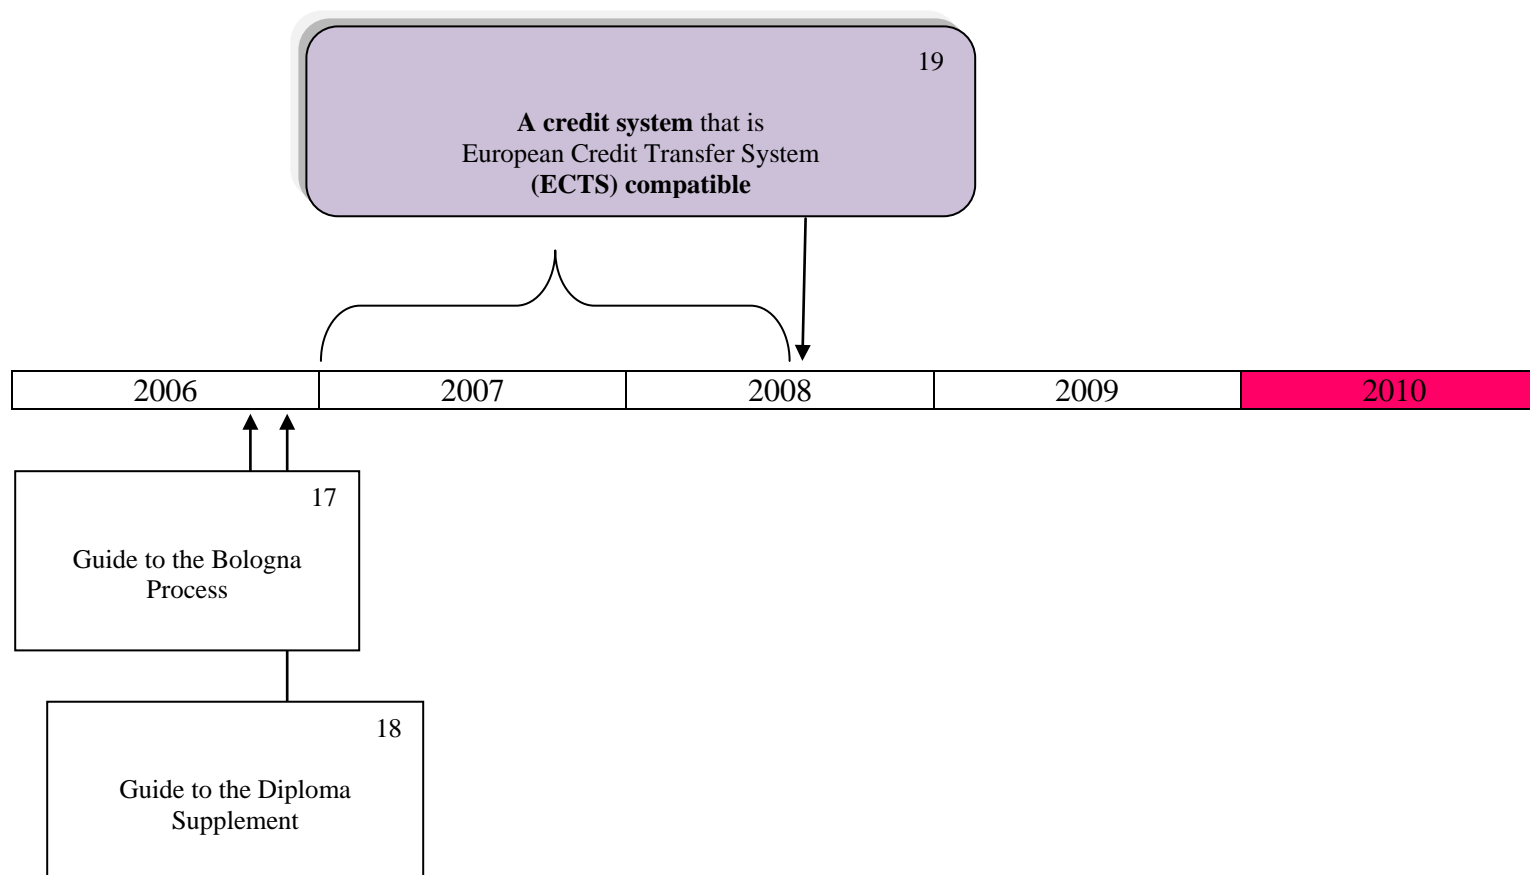 19
A credit system that is
European Credit Transfer System
(ECTS) compatible
2006 2007 2008 2009 2010
17
Guide to the Bologna
Process
18
Guide to the Diploma
Supplement